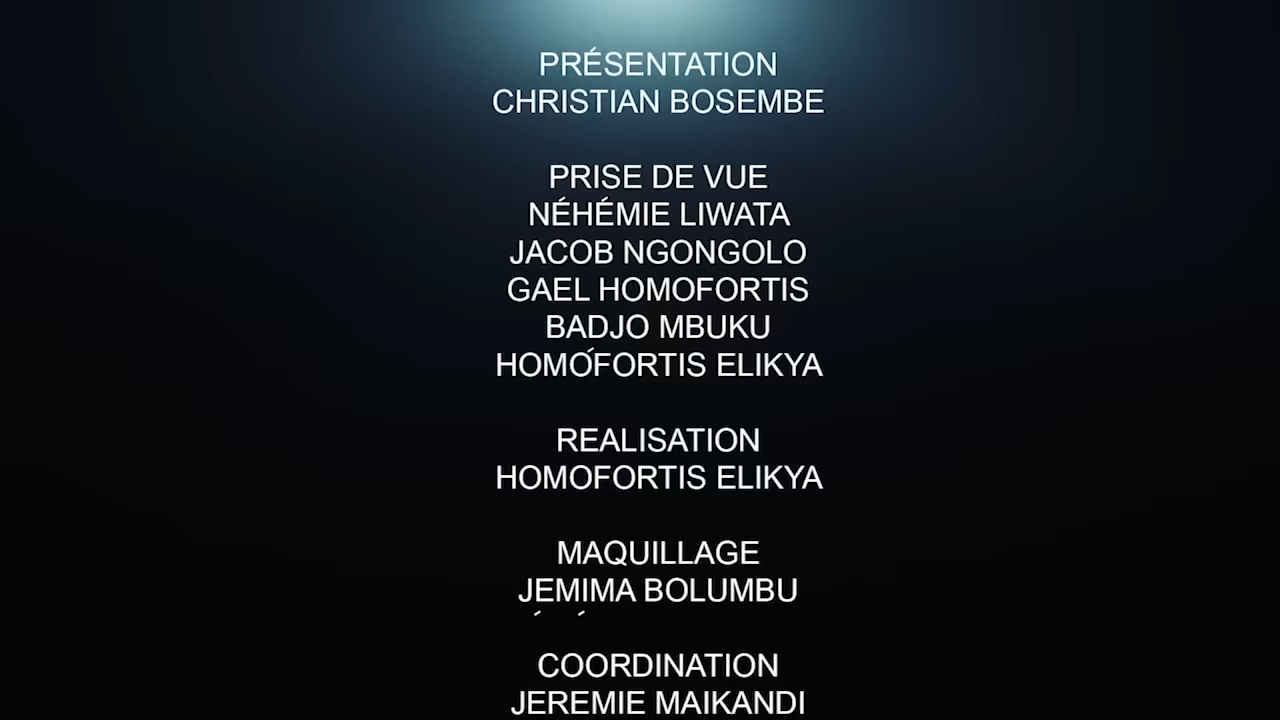 PRÉSENTATION
CHRISTIAN BOSEMBE
PRISE DE VUE
NÉHÉMIE LIWATA
JACOB NGONGOLO
GAEL HOMOFORTIS
BADJO MBUKU
HOMOFORTIS ELIKYA
REALISATION
HOMOFORTIS ELIKYA
MAQUILLAGE
JEMIMA BOLUMBU
COORDINATION
JEREMIE MAIKANDI